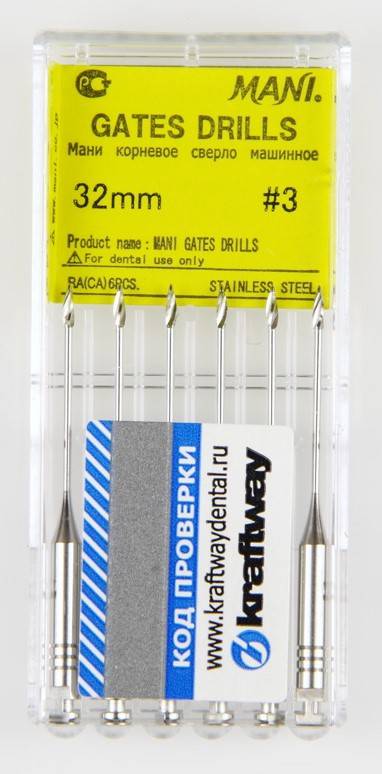 PG
MANI®
GATES DRILLS
Мани корневое сверло машинное
32mm #3
Product name : MANI GATES DRILLS
⚠For dental use only
RA(CA)6PCS. STAINLESS STEEL
КОД ПРОВЕРКИ
www.kraftwaydental.ru
kraftway